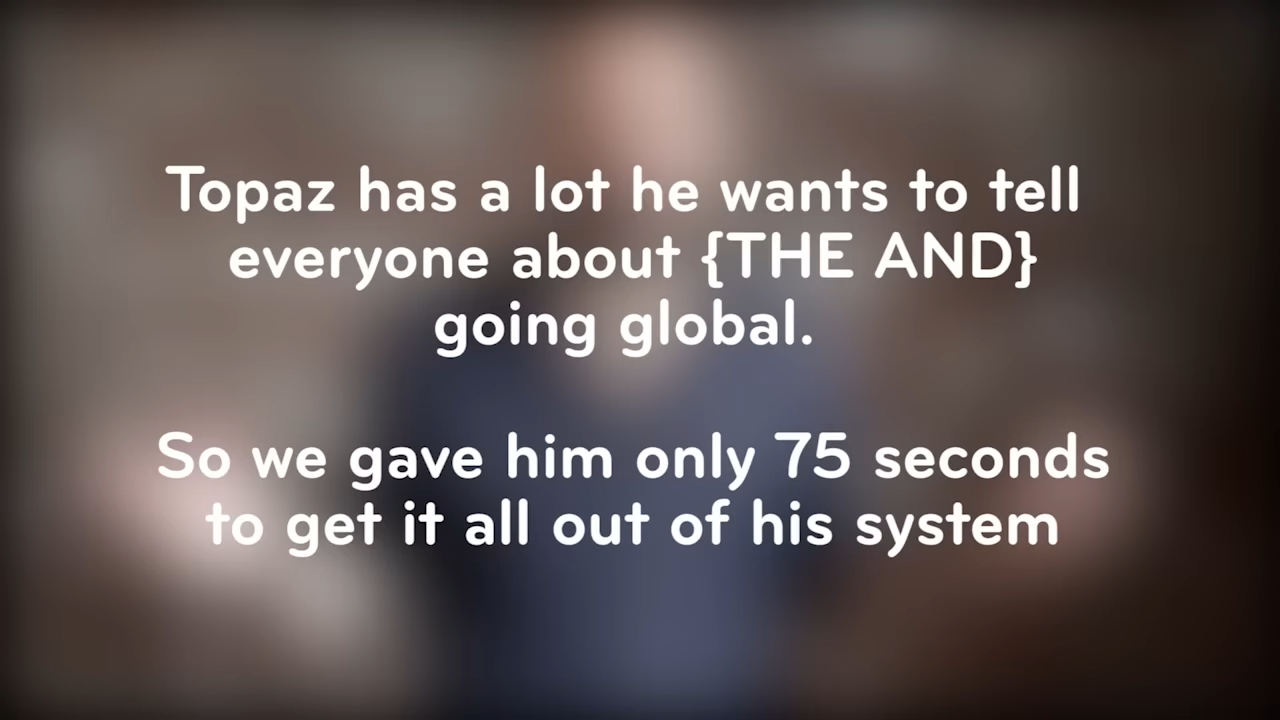 Topaz has a lot he wants to tell
everyone about {THE AND}
going global.
So we gave him only 75 seconds
to get it all out of his system